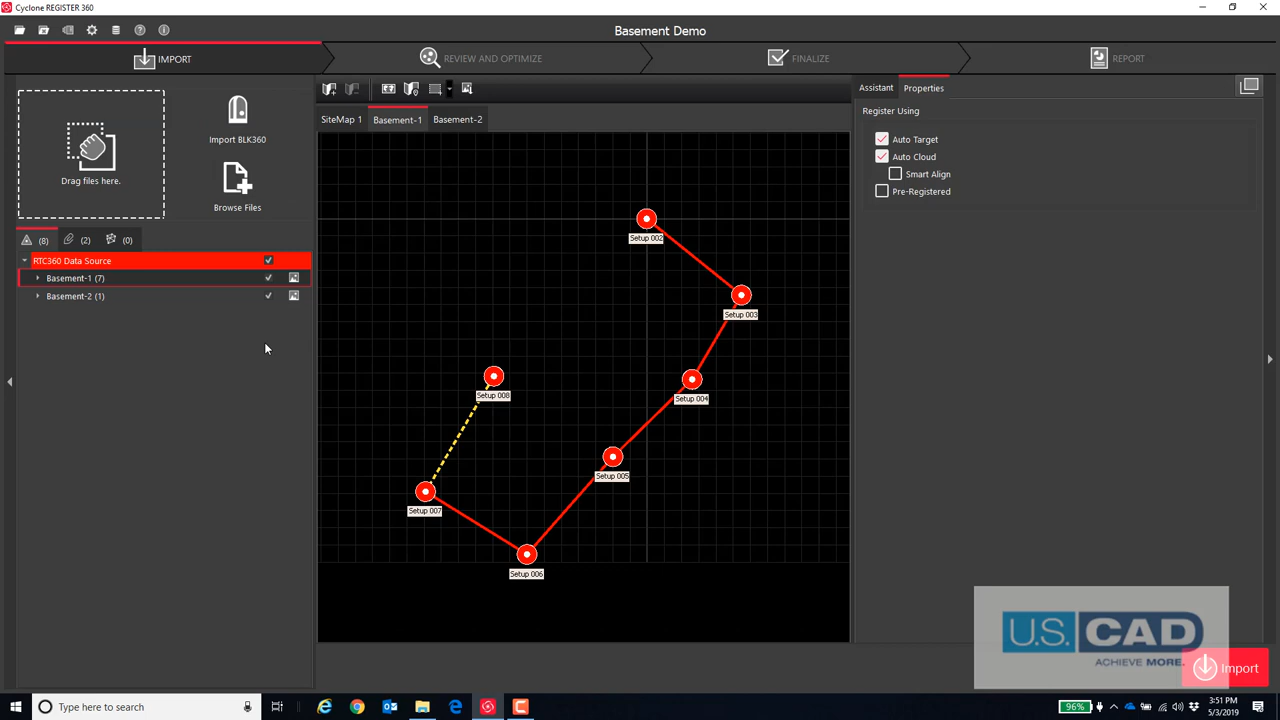 Cyclone REGISTER 360
Basement Demo
IMPORT
REVIEW AND OPTIMIZE
FINALIZE
REPORT
Drag files here.
Import BLK360
Browse Files
(8)
(2)
(0)
RTC360 Data Source
Basement-1 (7)
Basement-2 (1)
SiteMap 1
Basement-1
Basement-2
Setup 002
Setup 003
Setup 008
Setup 004
Setup 005
Setup 007
Setup 006
Assistant
Properties
Register Using
Auto Target
Auto Cloud
Smart Align
Pre-Registered
U.S. CAD
ACHIEVE MORE.
Import
Type here to search
96%
3:51 PM
5/3/2019